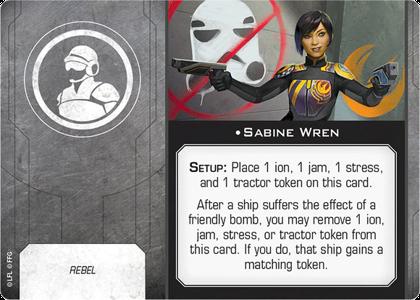 • SABINE WREN
SETUP: Place 1 ion, 1 jam, 1 stress,
and 1 tractor token on this card.
After a ship suffers the effect of a
friendly bomb, you may remove 1 ion,
jam, stress, or tractor token from
this card. If you do, that ship gains a
matching token.
REBEL
©LFL ©FFG